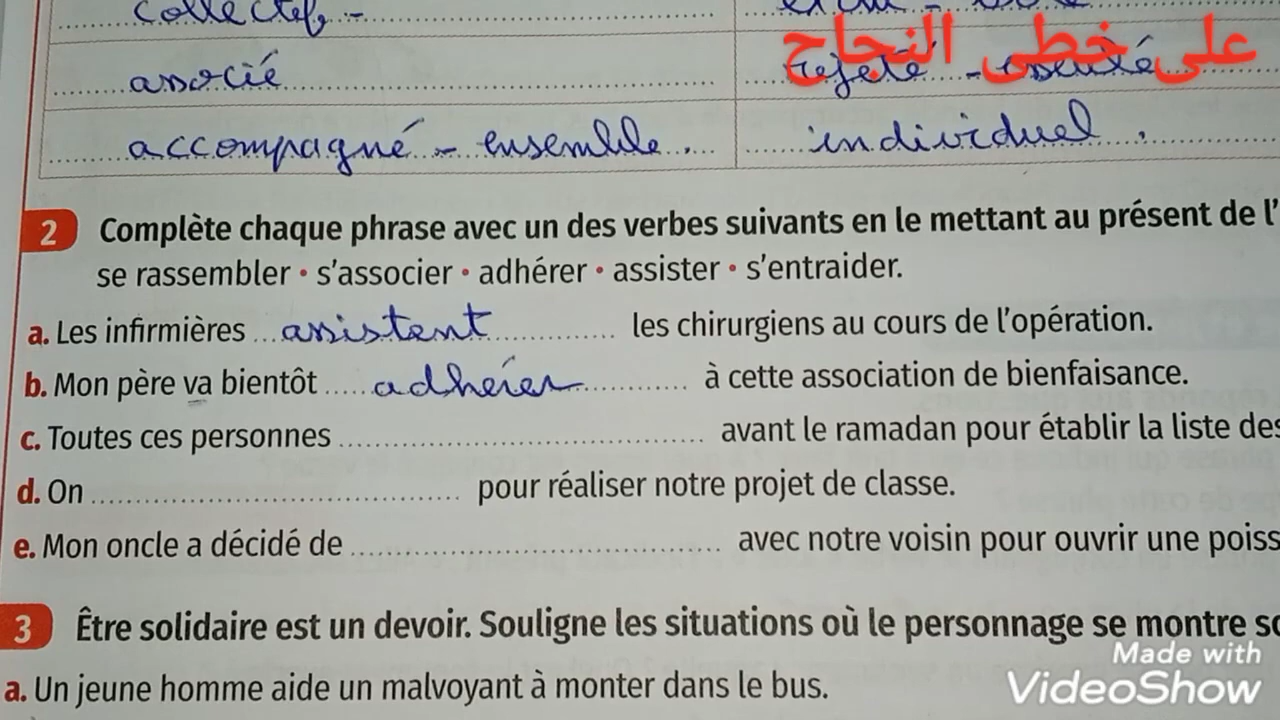 collectif -
على خطى النجاح
associé
rejeté -
accompagné - ensemble.
individuel.
2 Complète chaque phrase avec un des verbes suivants en le mettant au présent de l'
se rassembler • s'associer • adhérer • assister • s'entraider.
a. Les infirmières assistent les chirurgiens au cours de l'opération.
b. Mon père va bientôt adhérer à cette association de bienfaisance.
c. Toutes ces personnes avant le ramadan pour établir la liste des
d. On pour réaliser notre projet de classe.
e. Mon oncle a décidé de avec notre voisin pour ouvrir une poiss
3 Être solidaire est un devoir. Souligne les situations où le personnage se montre so
a. Un jeune homme aide un malvoyant à monter dans le bus.
Made with
VideoShow